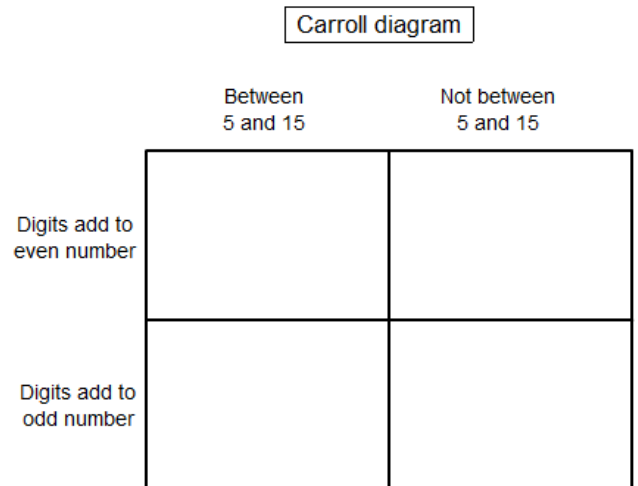 Carroll diagram
Between
5 and 15
Not between
5 and 15
Digits add to
even number
Digits add to
odd number